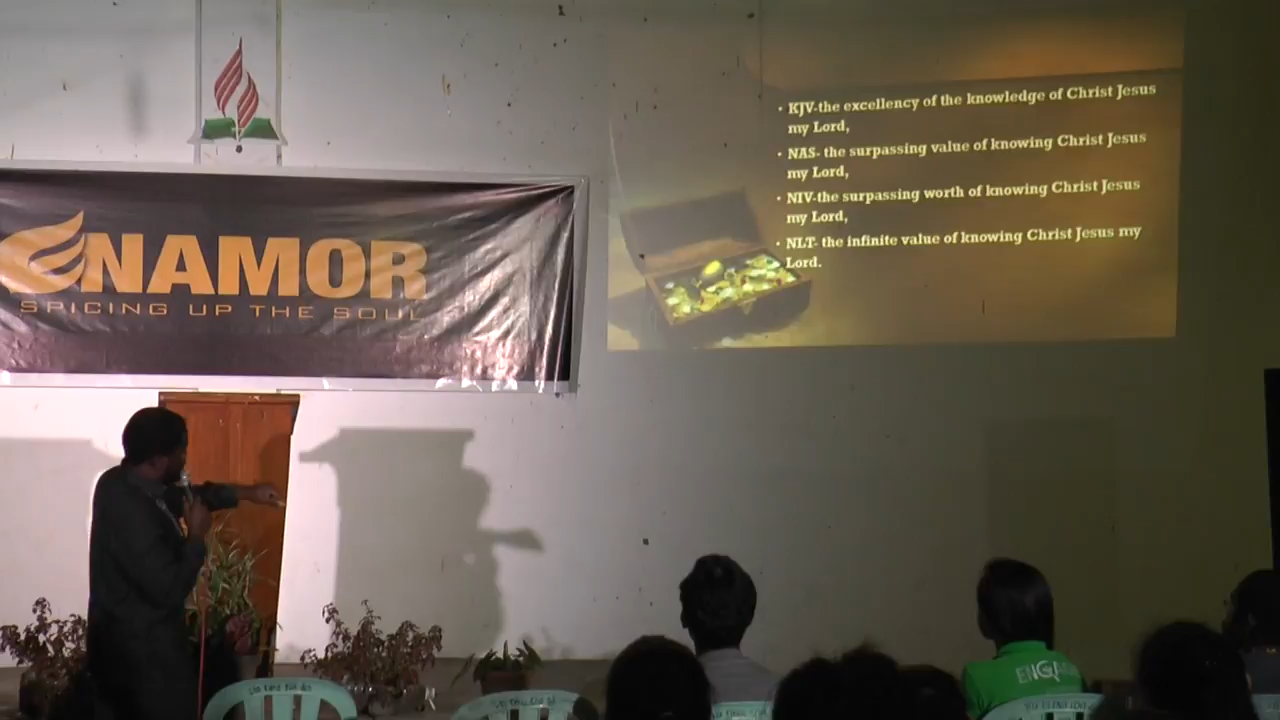 NAMOR
SPICING UP THE SOUL
• KJV-the excellency of the knowledge of Christ Jesus
my Lord,
• NAS- the surpassing value of knowing Christ Jesus
my Lord,
• NIV-the surpassing worth of knowing Christ Jesus
my Lord,
• NLT- the infinite value of knowing Christ Jesus my
Lord.